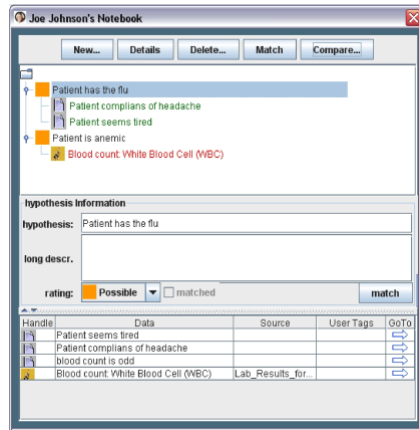 Joe Johnson's Notebook
New... Details Delete... Match Compare...
Patient has the flu
Patient complians of headache
Patient seems tired
Patient is anemic
Blood count: White Blood Cell (WBC)
hypothesis Information
hypothesis: Patient has the flu
long descr.
rating: Possible matched match
Handle Data Source User Tags GoTo
Patient seems tired
Patient complians of headache
blood count is odd
Blood count: White Blood Cell (WBC) Lab_Results_for...